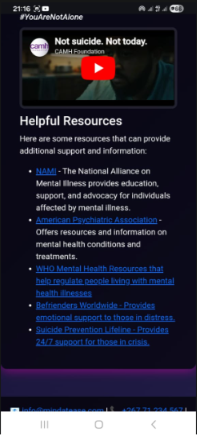 21:16
#YouAreNotAlone
camh
Not suicide. Not today.
CAMH Foundation
Helpful Resources
Here are some resources that can provide
additional support and information:
• NAMI - The National Alliance on
Mental Illness provides education,
support, and advocacy for individuals
affected by mental illness.
• American Psychiatric Association -
Offers resources and information on
mental health conditions and
treatments.
• WHO Mental Health Resources that
help regulate people living with mental
health illnesses
• Befrienders Worldwide - Provides
emotional support to those in distress.
• Suicide Prevention Lifeline - Provides
24/7 support for those in crisis.